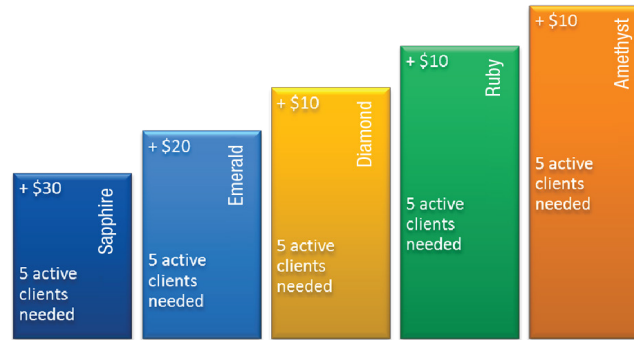 + $30
Sapphire
5 active
clients
needed
+ $20
Emerald
5 active
clients
needed
+ $10
Diamond
5 active
clients
needed
+ $10
Ruby
5 active
clients
needed
+ $10
Amethyst
5 active
clients
needed